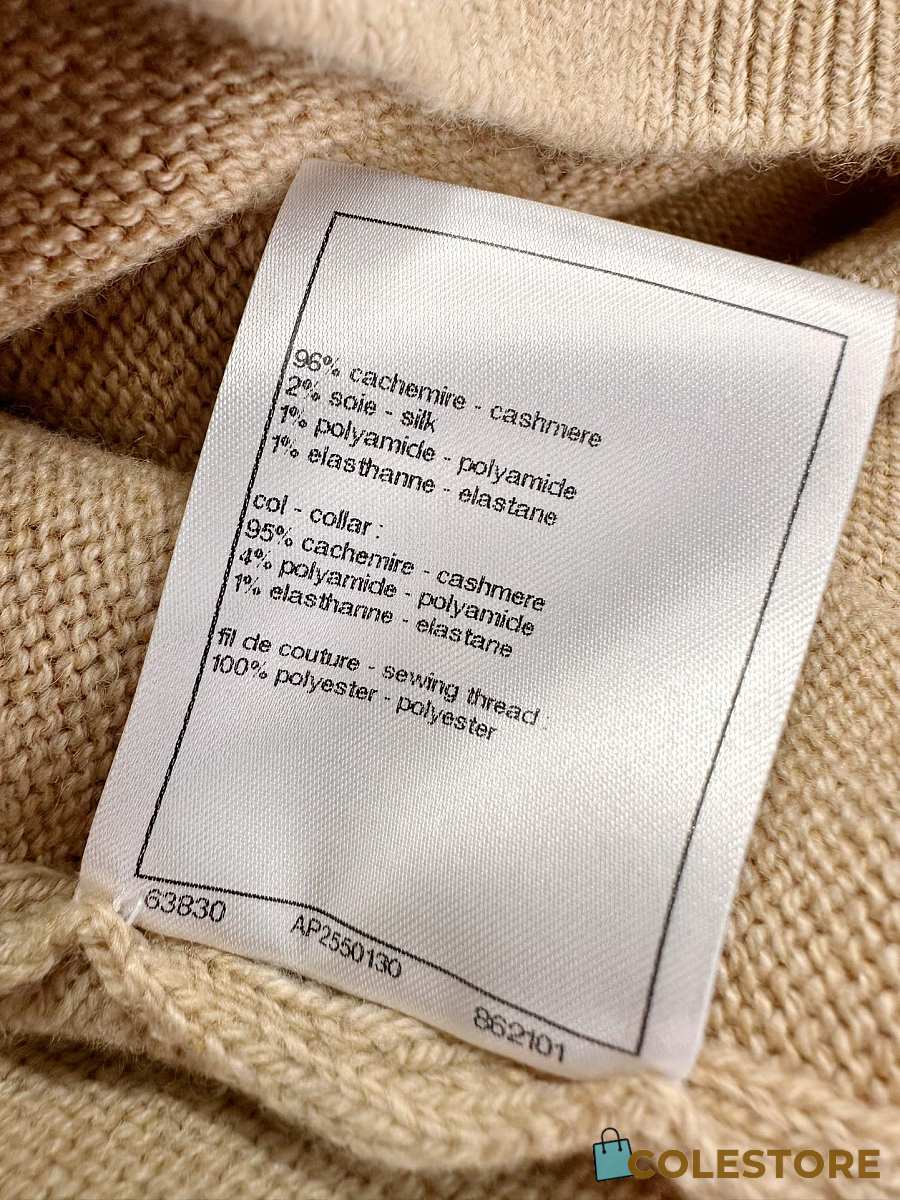 96% cachemire - cashmere
2% soie - silk
1% polyamide - polyamide
1% elasthanne - elastane
col - collar :
95% cachemire - cashmere
4% polyamide - polyamide
1% elasthanne - elastane
fil de couture - sewing thread :
100% polyester - polyester
63830 AP2550130 862101
COLESTORE